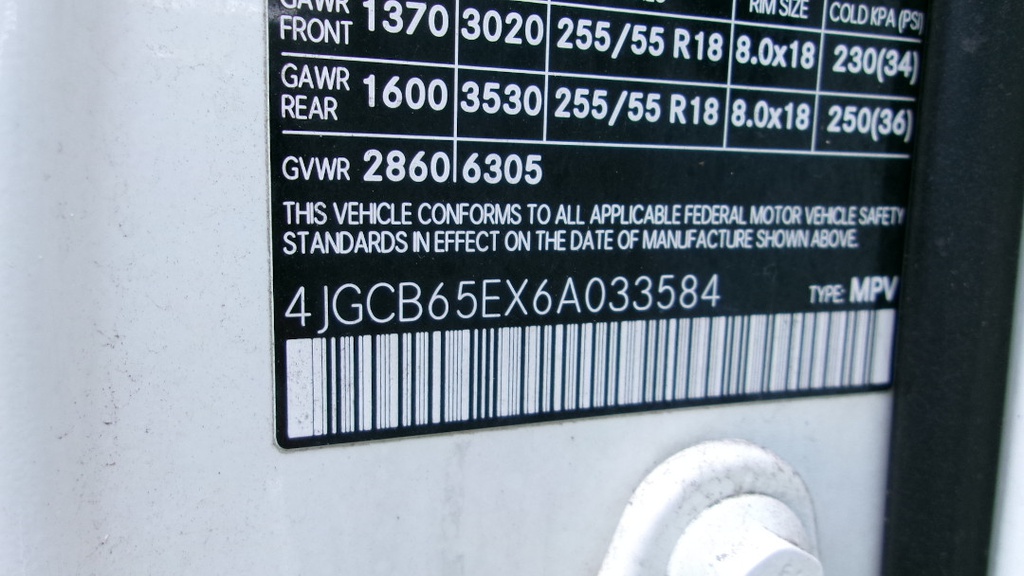 GAWR RIM SIZE COLD KPA (PSI)
FRONT 1370 3020 255/55 R18 8.0x18 230(34)
GAWR
REAR 1600 3530 255/55 R18 8.0x18 250(36)
GVWR 2860 6305
THIS VEHICLE CONFORMS TO ALL APPLICABLE FEDERAL MOTOR VEHICLE SAFETY
STANDARDS IN EFFECT ON THE DATE OF MANUFACTURE SHOWN ABOVE.
4JGCB65EX6A033584 TYPE: MPV